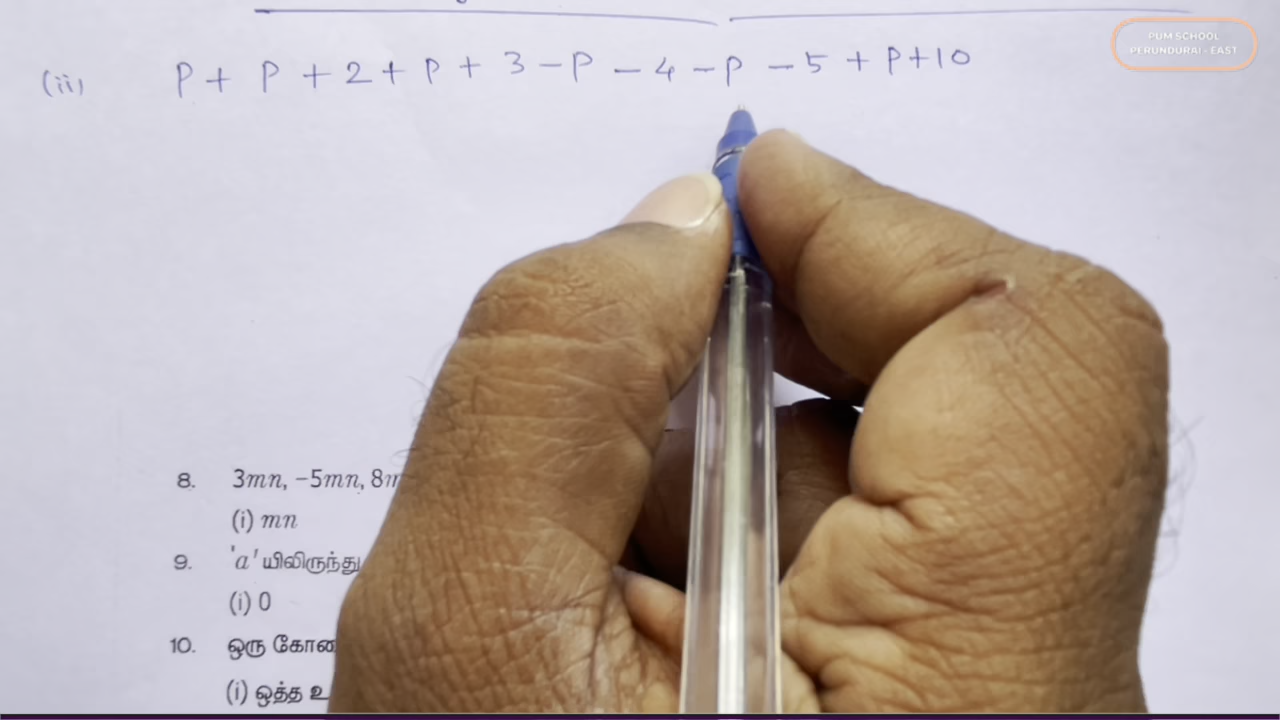 PUM SCHOOL
PERUNDURAI - EAST
(ii) P + P + 2 + P + 3 - P - 4 - P - 5 + P + 10
8. 3mn, -5mn, 8
(i) mn
9. 'a' யிலிருந்து
(i) 0
10. ஒரு
(i) ஒத்த